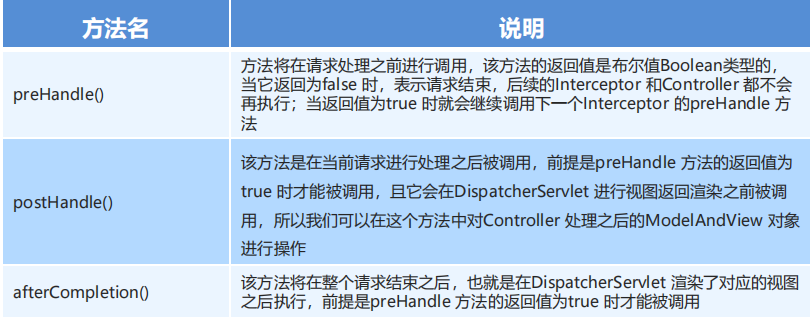 方法名
说明
preHandle()
方法将在请求处理之前进行调用，该方法的返回值是布尔值Boolean类型的，
当它返回为false 时，表示请求结束，后续的Interceptor 和Controller 都不会
再执行；当返回值为true 时就会继续调用下一个Interceptor 的preHandle 方
法
postHandle()
该方法是在当前请求进行处理之后被调用，前提是preHandle 方法的返回值为
true 时才能被调用，且它会在DispatcherServlet 进行视图返回渲染之前被调
用，所以我们可以在这个方法中对Controller 处理之后的ModelAndView 对象
进行操作
afterCompletion()
该方法将在整个请求结束之后，也就是在DispatcherServlet 渲染了对应的视图
之后执行，前提是preHandle 方法的返回值为true 时才能被调用